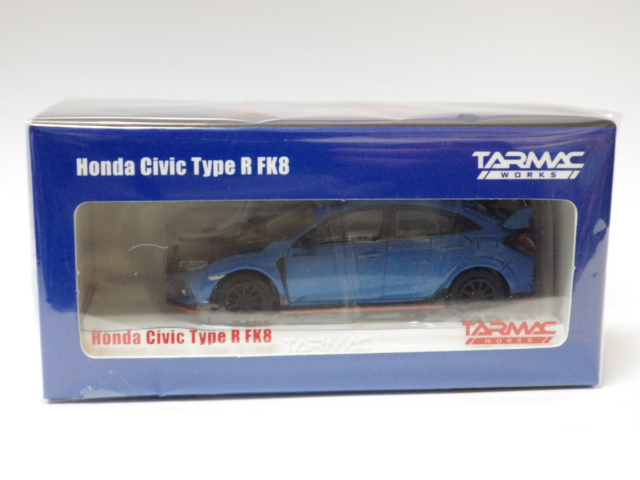 Honda Civic Type R FK8
TARMAC
WORKS
Honda Civic Type R FK8
TARMAC
TARMAC
WORKS